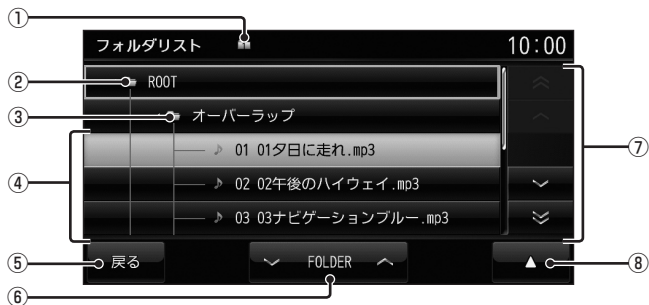 ①
フォルダリスト 10:00
② ROOT
③ オーバーラップ
④
01 01夕日に走れ.mp3
02 02午後のハイウェイ.mp3
03 03ナビゲーションブルー.mp3
⑦
⑤ 戻る
FOLDER
⑧
⑥